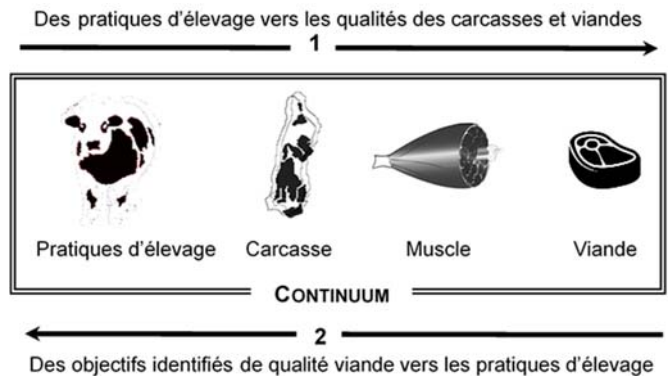 Des pratiques d'élevage vers les qualités des carcasses et viandes
1
Pratiques d'élevage Carcasse Muscle Viande
CONTINUUM
2
Des objectifs identifiés de qualité viande vers les pratiques d'élevage